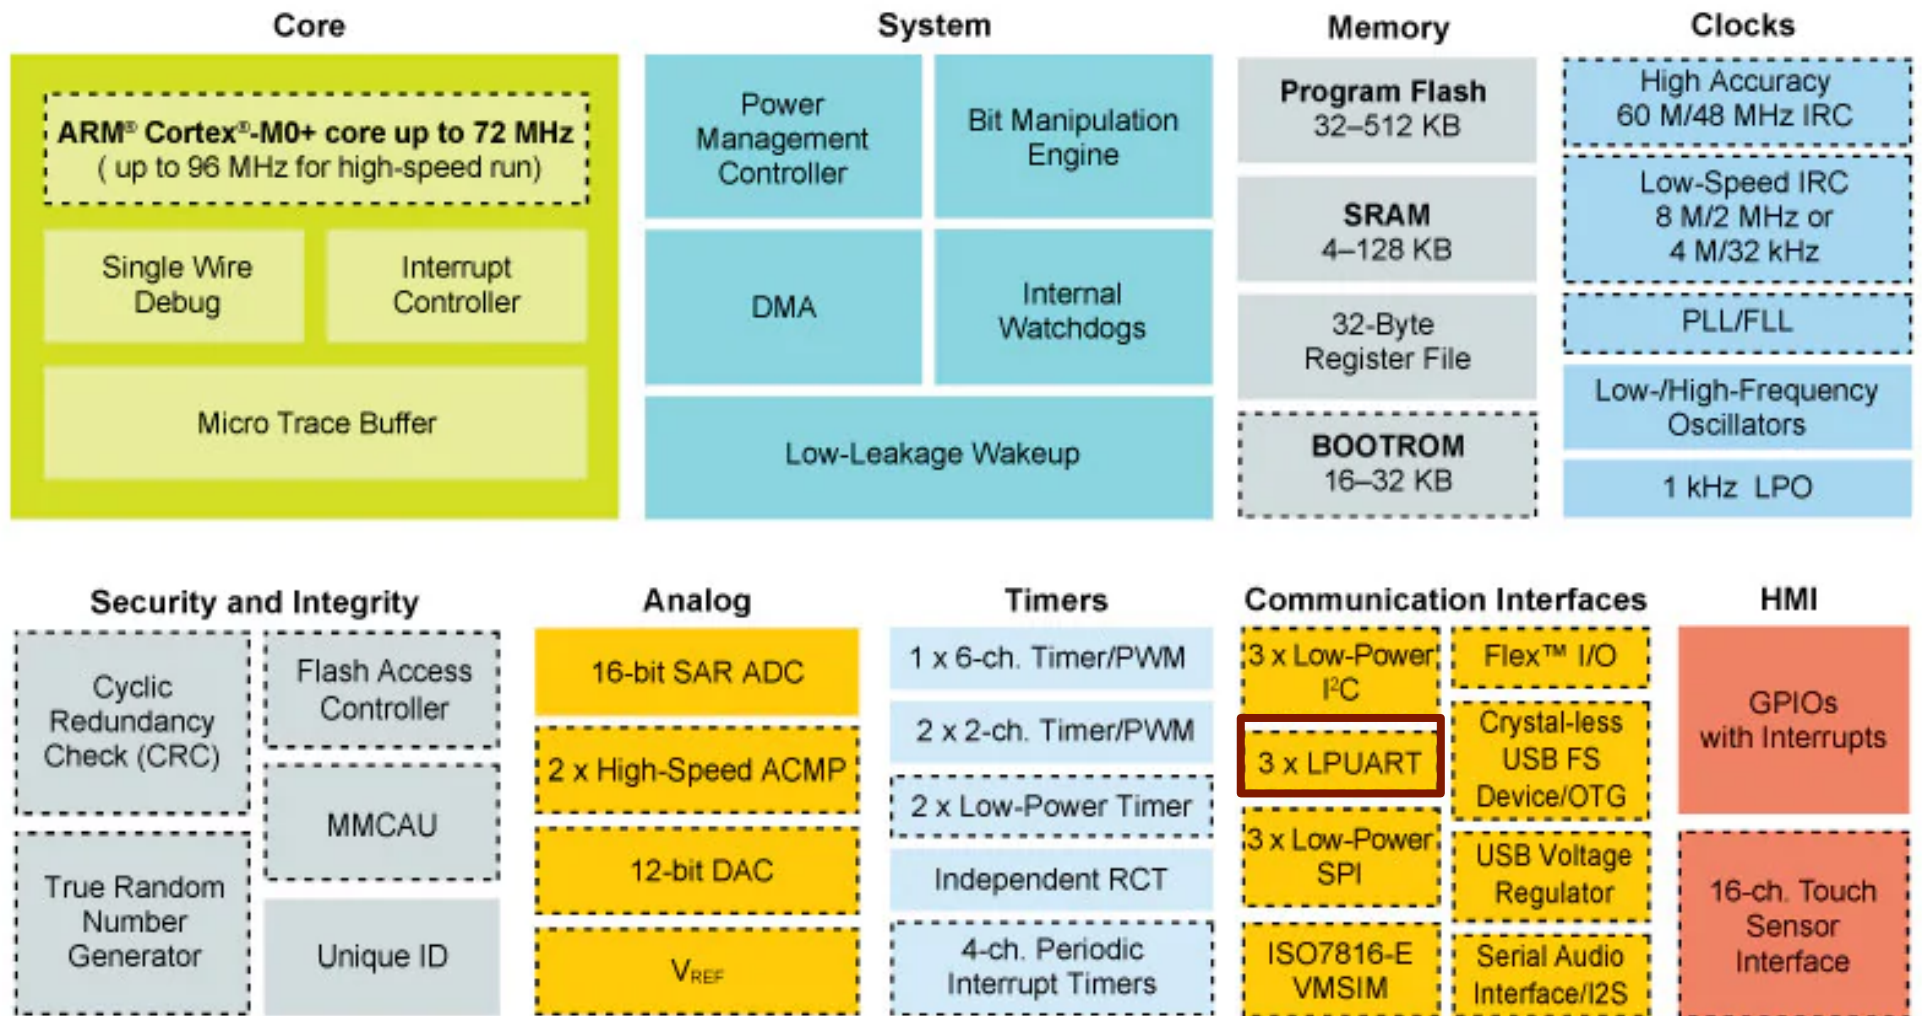 Core
ARM® Cortex®-M0+ core up to 72 MHz
( up to 96 MHz for high-speed run)
Single Wire
Debug
Interrupt
Controller
Micro Trace Buffer
System
Power
Management
Controller
Bit Manipulation
Engine
DMA
Internal
Watchdogs
Low-Leakage Wakeup
Memory
Program Flash
32–512 KB
SRAM
4–128 KB
32-Byte
Register File
BOOTROM
16–32 KB
Clocks
High Accuracy
60 M/48 MHz IRC
Low-Speed IRC
8 M/2 MHz or
4 M/32 kHz
PLL/FLL
Low-/High-Frequency
Oscillators
1 kHz LPO
Security and Integrity
Cyclic
Redundancy
Check (CRC)
True Random
Number
Generator
Flash Access
Controller
MMCAU
Unique ID
Analog
16-bit SAR ADC
2 x High-Speed ACMP
12-bit DAC
VREF
Timers
1 x 6-ch. Timer/PWM
2 x 2-ch. Timer/PWM
2 x Low-Power Timer
Independent RCT
4-ch. Periodic
Interrupt Timers
Communication Interfaces
3 x Low-Power
I²C
3 x LPUART
3 x Low-Power
SPI
ISO7816-E
VMSIM
Flex™ I/O
Crystal-less
USB FS
Device/OTG
USB Voltage
Regulator
Serial Audio
Interface/I2S
HMI
GPIOs
with Interrupts
16-ch. Touch
Sensor
Interface